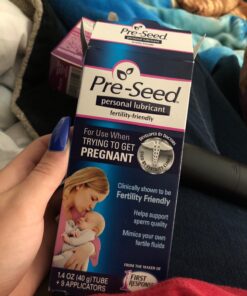 Pre-Seed
personal lubricant
fertility-friendly
For Use When
TRYING TO GET
PREGNANT
DEVELOPED BY DOCTORS
Clinically shown to be
Fertility Friendly
Helps support
sperm quality
Mimics your own
fertile fluids
1.4 OZ (40 g) TUBE
+ 9 APPLICATORS
FROM THE MAKER OF
FIRST RESPONSE